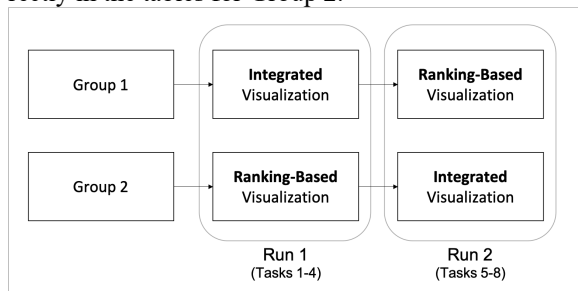 Group 1
Integrated
Visualization
Ranking-Based
Visualization
Group 2
Ranking-Based
Visualization
Integrated
Visualization
Run 1
(Tasks 1-4)
Run 2
(Tasks 5-8)